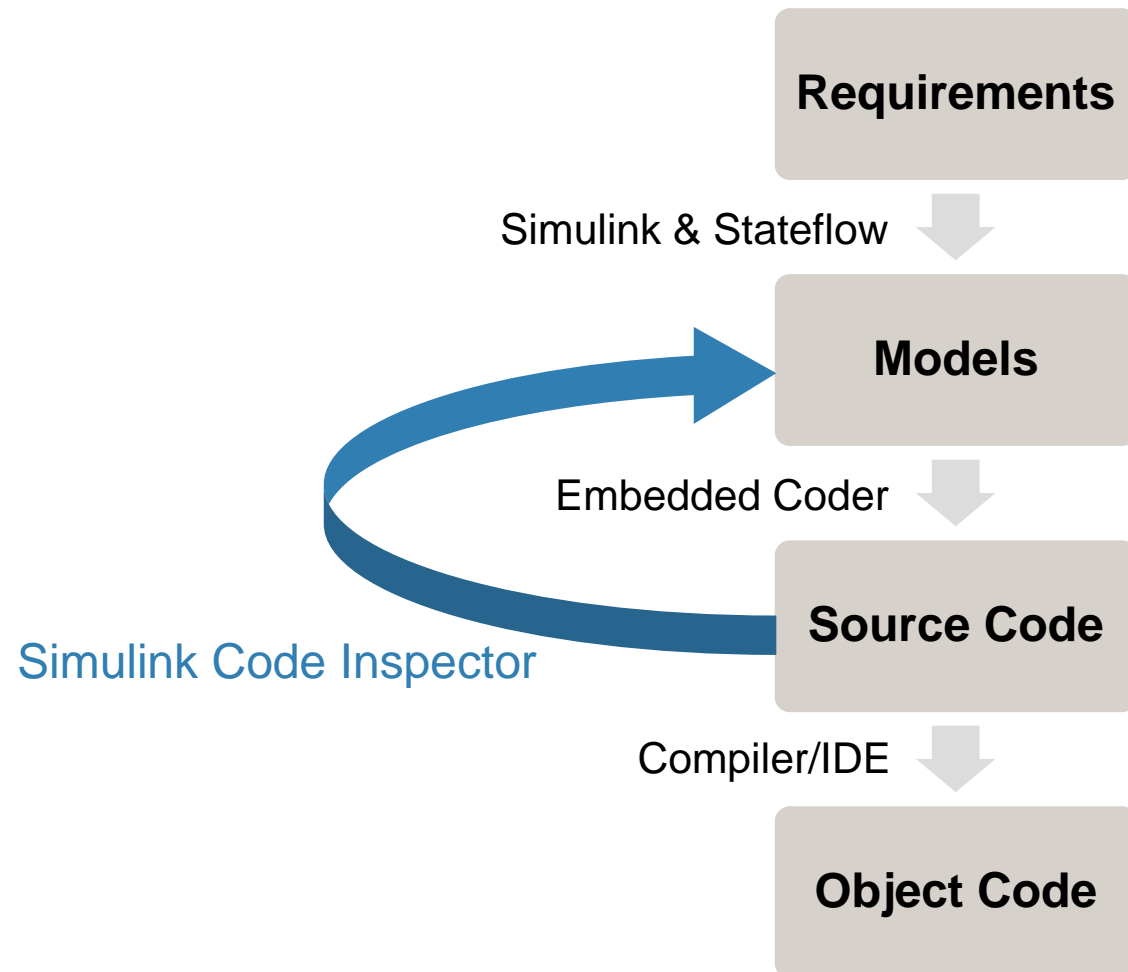 Requirements
Simulink & Stateflow
Models
Embedded Coder
Source Code
Simulink Code Inspector
Compiler/IDE
Object Code